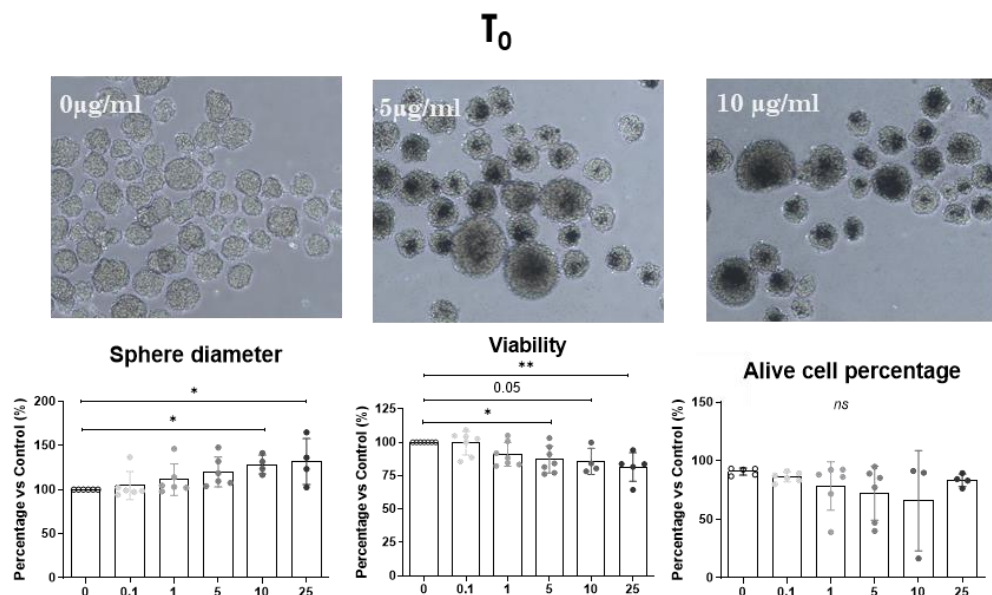 T0
0µg/ml
5µg/ml
10 µg/ml
Sphere diameter
Percentage vs Control (%)
200
150
100
50
0
*
*
0 0.1 1 5 10 25
Viability
Percentage vs Control (%)
125
100
75
50
25
0
**
0.05
*
0 0.1 1 5 10 25
Alive cell percentage
Percentage vs Control (%)
150
100
50
0
ns
0 0.1 1 5 10 25